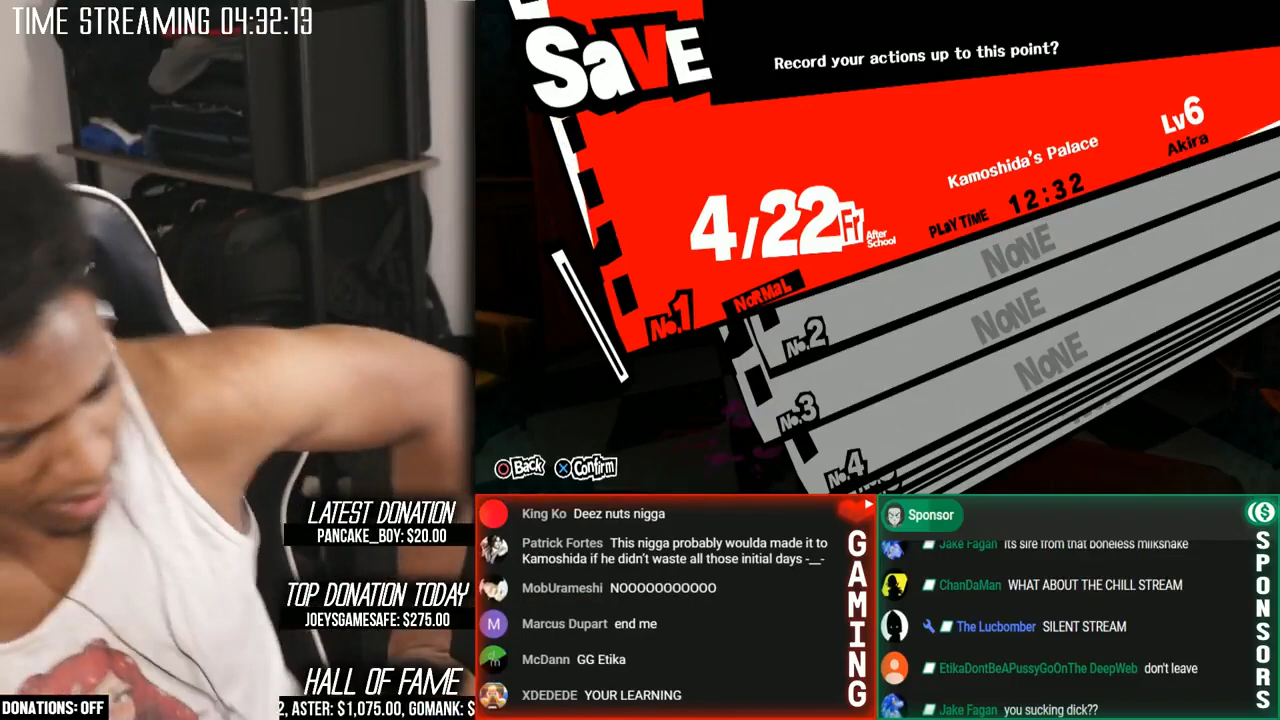 TIME STREAMING 04:32:13
SaVE
Record your actions up to this point?
Lv6
Akira
Kamoshida's Palace
PLaY TiME 12:32
4/22 Fr
After School
No.1
NoRMaL
No.2
NoNE
No.3
NoNE
No.4
NoNE
Back
Confirm
LATEST DONATION
PANCAKE_BOY: $20.00
TOP DONATION TODAY
JOEYSGAMESAFE: $275.00
HALL OF FAME
2, ASTER: $1,075.00, GOMANK: $
DONATIONS: OFF
King Ko Deez nuts nigga
Patrick Fortes This nigga probably woulda made it to
Kamoshida if he didn't waste all those initial days -__-
MobUrameshi NOOOOOOOOOOO
Marcus Dupart end me
McDann GG Etika
XDEDEDE YOUR LEARNING
GAMING
Sponsor
Jake Fagan its sire from that boneless milksnake
ChanDaMan WHAT ABOUT THE CHILL STREAM
The Lucbomber SILENT STREAM
EtikaDontBeAPussyGoOnThe DeepWeb don't leave
Jake Fagan you sucking dick??
SPONSORS